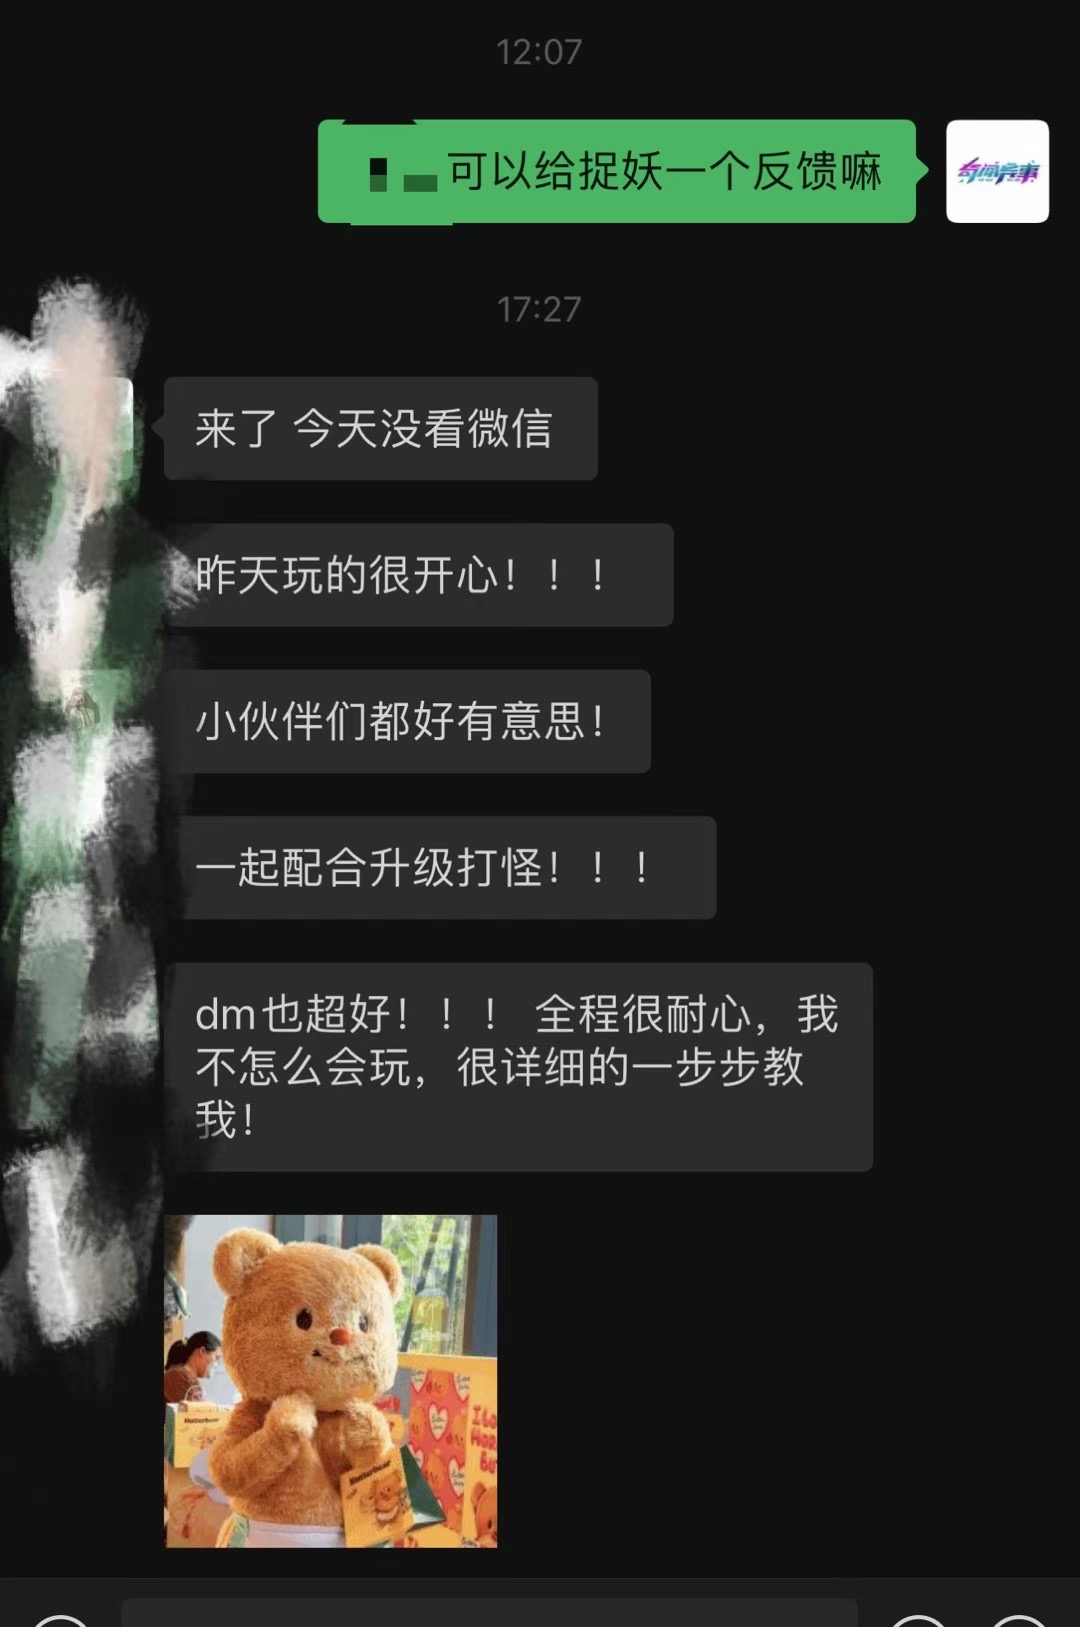 12:07
可以给捉妖一个反馈嘛
奇闻异事
17:27
来了 今天没看微信
昨天玩的很开心！！！
小伙伴们都好有意思！
一起配合升级打怪！！！
dm也超好！！！ 全程很耐心，我
不怎么会玩，很详细的一步步教
我！
Butterbear
Butterbear